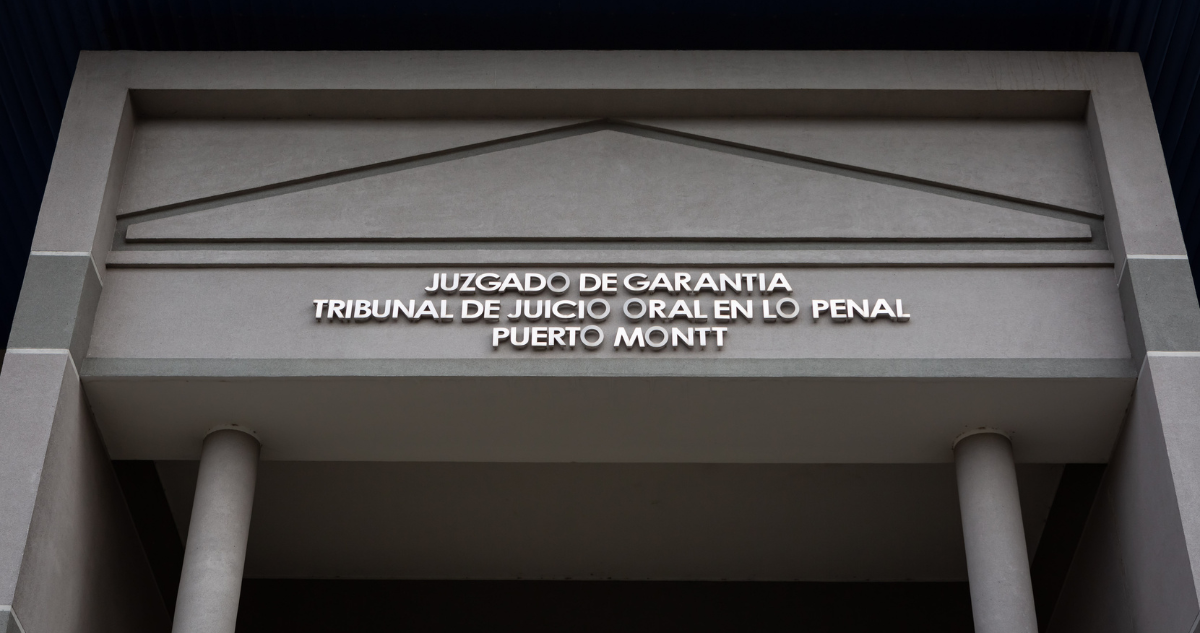 JUZGADO DE GARANTIA
TRIBUNAL DE JUICIO ORAL EN LO PENAL
PUERTO MONTT